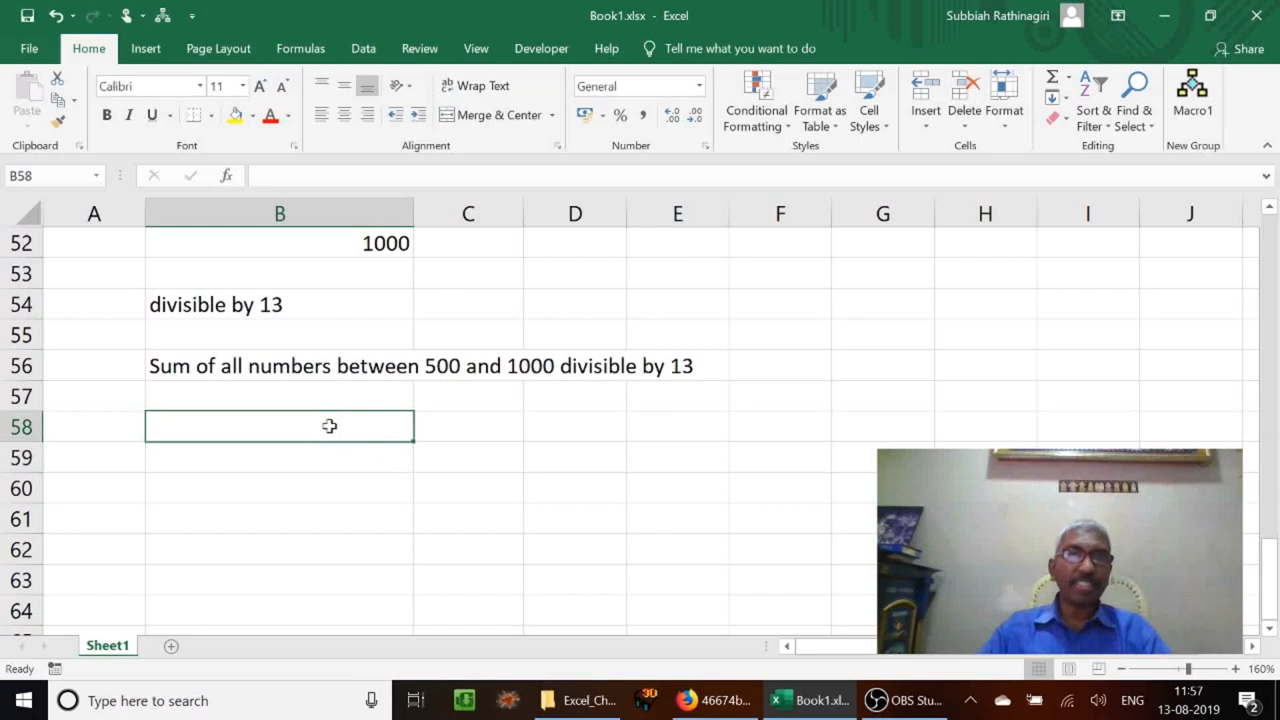 Book1.xlsx - Excel
Subbiah Rathinagiri
File Home Insert Page Layout Formulas Data Review View Developer Help Tell me what you want to do Share
Calibri 11 Wrap Text General
Paste B I U Merge & Center % Conditional Formatting Format as Table Cell Styles Insert Delete Format Sort & Filter Find & Select Macro1
Clipboard Font Alignment Number Styles Cells Editing New Group
B58 fx
A B C D E F G H I J
52 1000
53
54 divisible by 13
55
56 Sum of all numbers between 500 and 1000 divisible by 13
57
58
59
60
61
62
63
64
Sheet1
Ready 160%
Type here to search Excel_Ch... 3D 46674b... Book1.xl... OBS Stu... ENG 11:57
13-08-2019 2